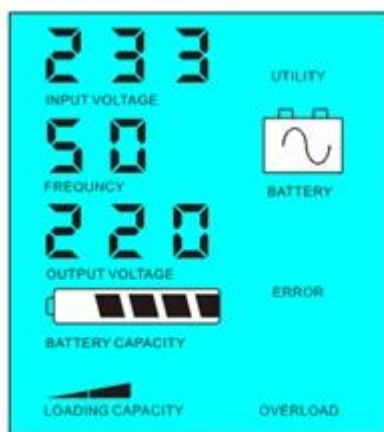 233
UTILITY
INPUT VOLTAGE
50
FREQUNCY
BATTERY
220
OUTPUT VOLTAGE
ERROR
BATTERY CAPACITY
LOADING CAPACITY
OVERLOAD